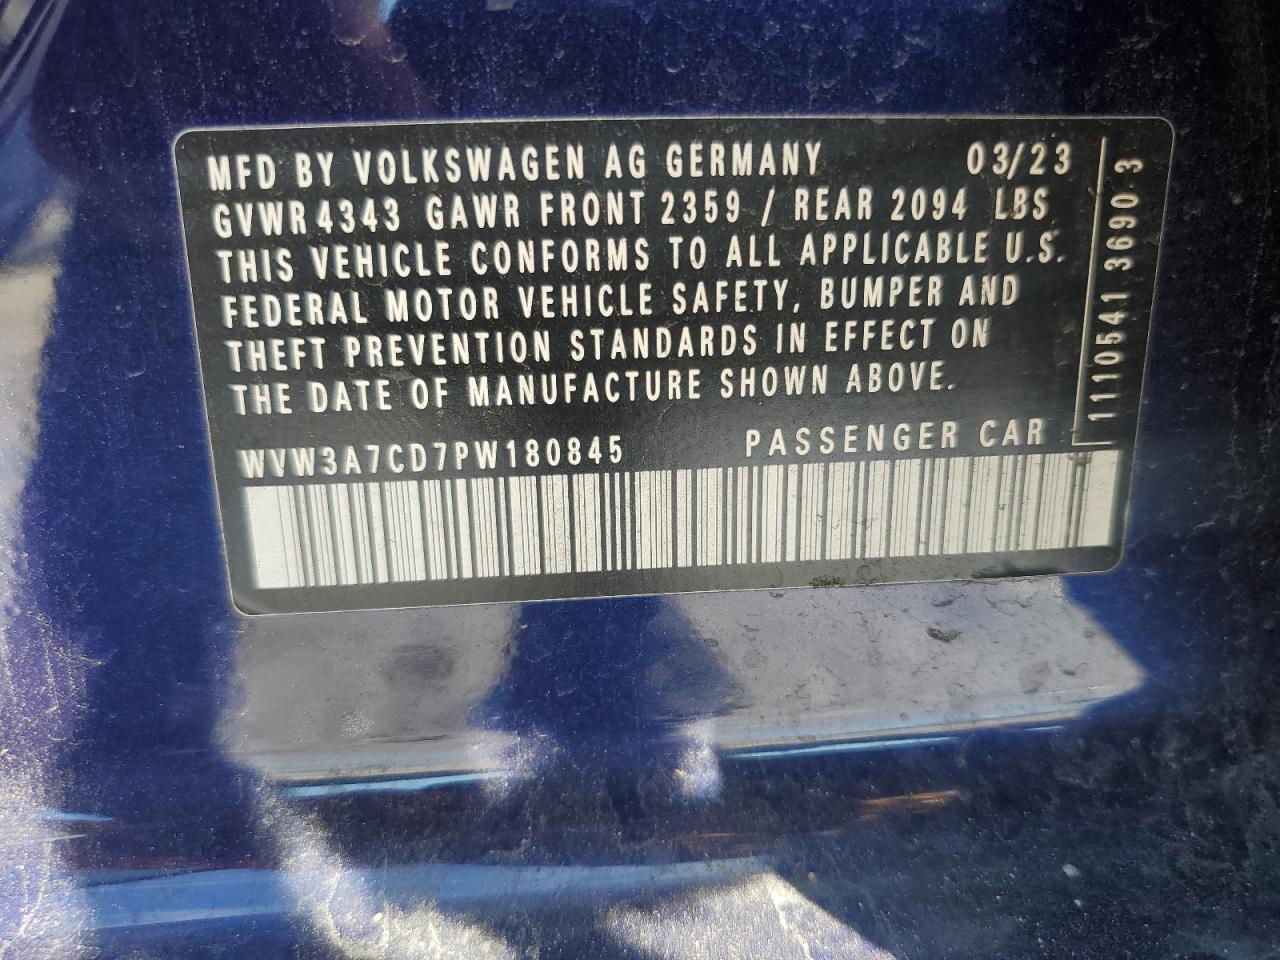 MFD BY VOLKSWAGEN AG GERMANY 03/23
GVWR 4343 GAWR FRONT 2359 / REAR 2094 LBS
THIS VEHICLE CONFORMS TO ALL APPLICABLE U.S.
FEDERAL MOTOR VEHICLE SAFETY, BUMPER AND
THEFT PREVENTION STANDARDS IN EFFECT ON
THE DATE OF MANUFACTURE SHOWN ABOVE.
WVW3A7CD7PW180845 PASSENGER CAR
1110541 3690 3